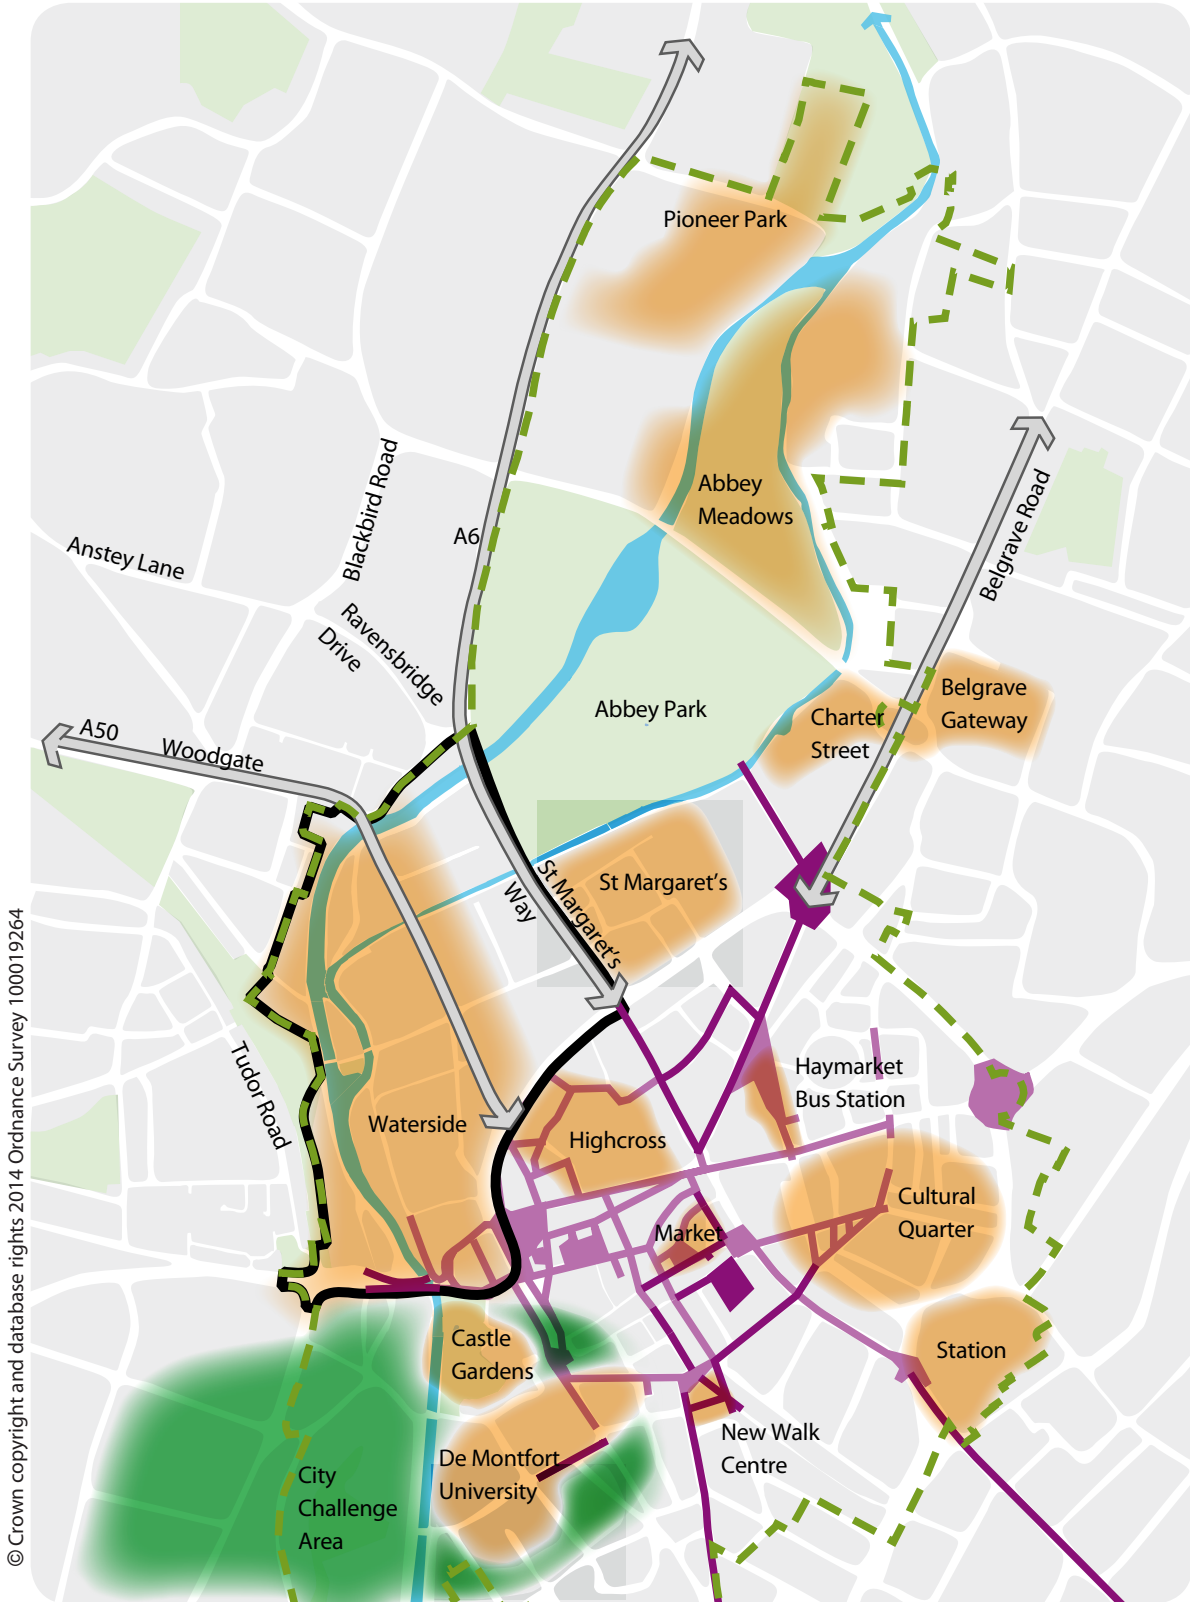 Pioneer Park
Abbey
Meadows
Blackbird Road
A6
Anstey Lane
Belgrave Road
Ravensbridge
Drive
Belgrave
Gateway
Abbey Park
Charter
Street
A50
Woodgate
St Margaret's
Way
St Margaret's
Tudor Road
Haymarket
Bus Station
Waterside
Highcross
Cultural
Quarter
Market
Castle
Gardens
Station
New Walk
Centre
De Montfort
University
City
Challenge
Area
© Crown copyright and database rights 2014 Ordnance Survey 100019264